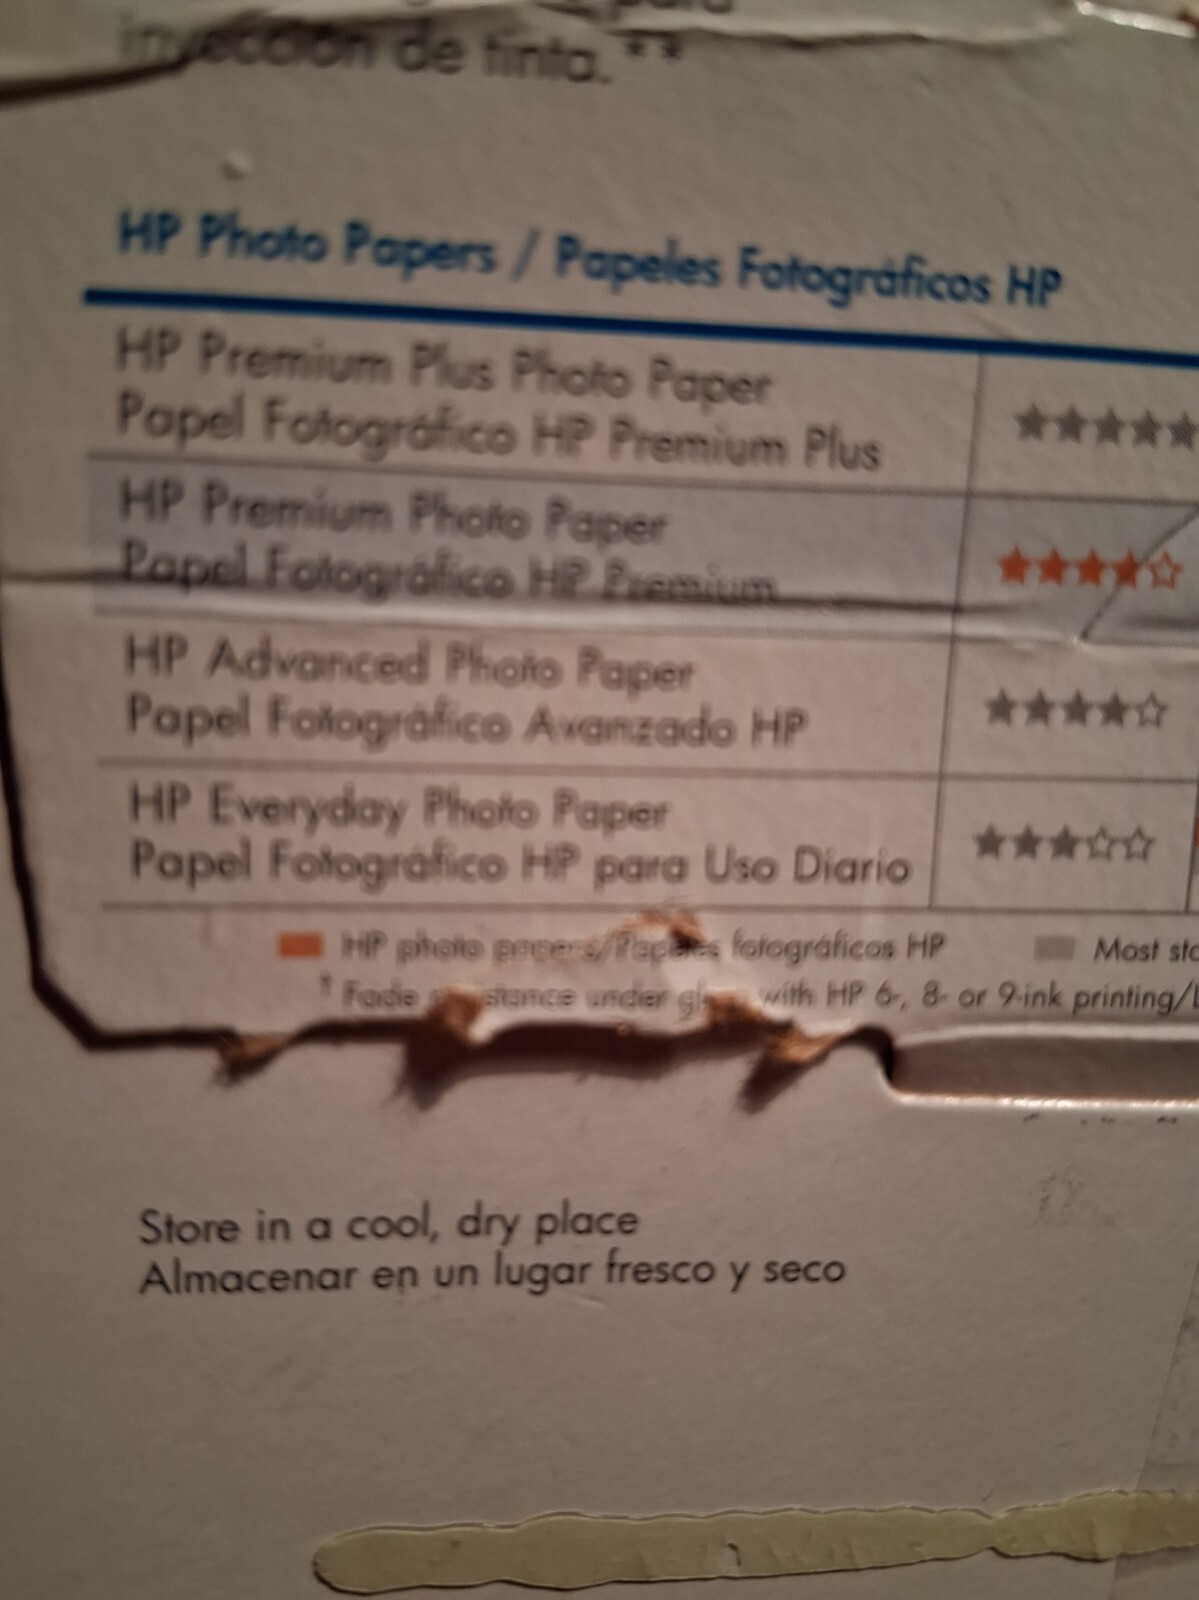 inyección de tinta.**
HP Photo Papers / Papeles Fotográficos HP
HP Premium Plus Photo Paper
Papel Fotográfico HP Premium Plus
★★★★★
HP Premium Photo Paper
Papel Fotográfico HP Premium
★★★★☆
HP Advanced Photo Paper
Papel Fotográfico Avanzado HP
★★★★☆
HP Everyday Photo Paper
Papel Fotográfico HP para Uso Diario
★★★☆☆
HP photo papers/Papeles fotográficos HP Most
† Fade under with HP 6-, 8- or 9-ink printing/
Store in a cool, dry place
Almacenar en un lugar fresco y seco